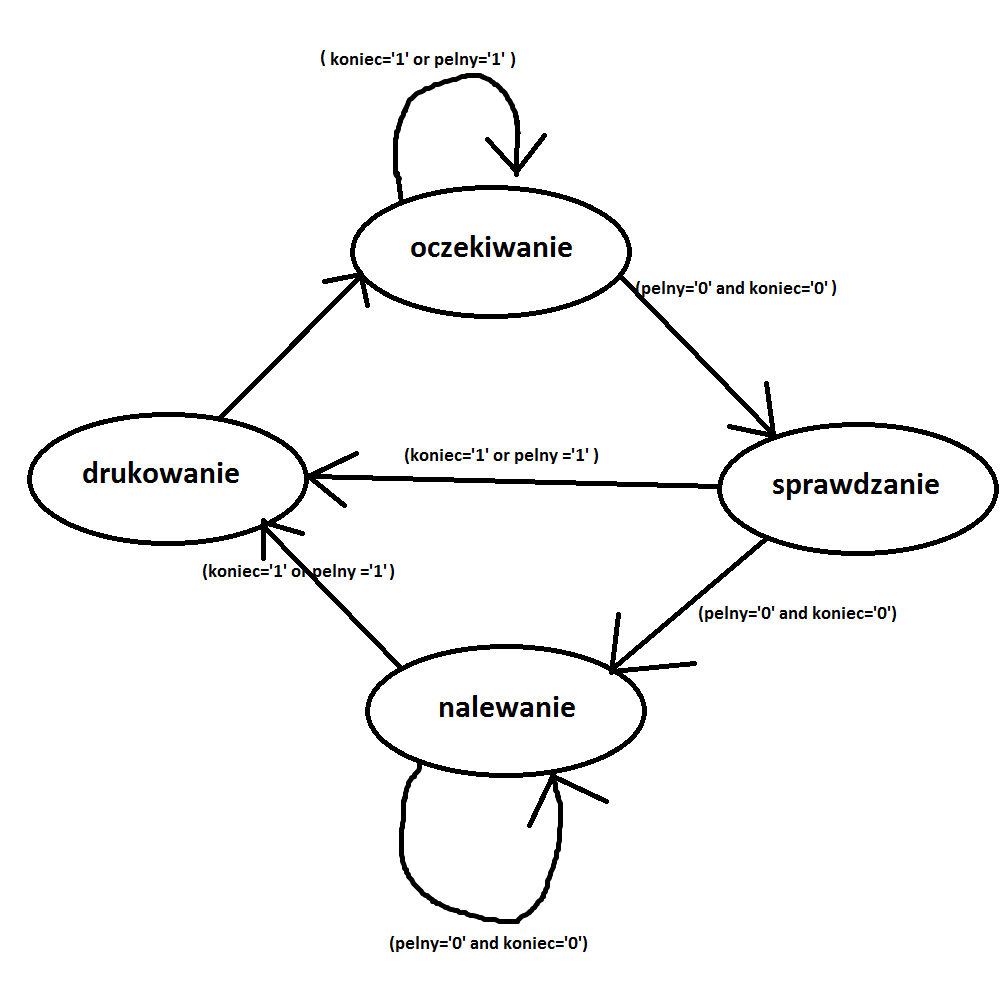 ( koniec='1' or pelny='1' )
oczekiwanie
(pelny='0' and koniec='0' )
(koniec='1' or pelny ='1' )
drukowanie
sprawdzanie
(koniec='1' or pelny ='1' )
(pelny='0' and koniec='0')
nalewanie
(pelny='0' and koniec='0')